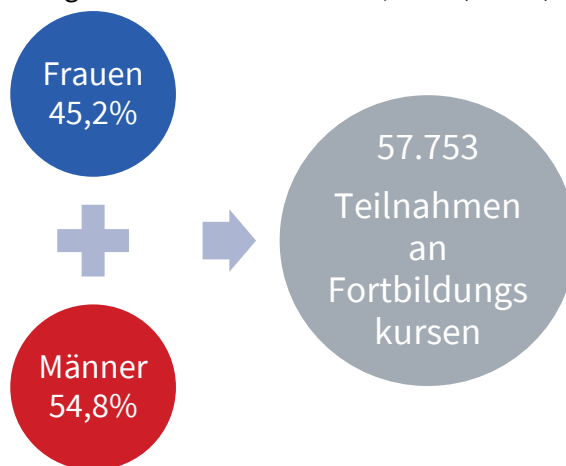 Frauen
45,2%
57.753
Teilnahmen
an
Fortbildungs
kursen
Männer
54,8%